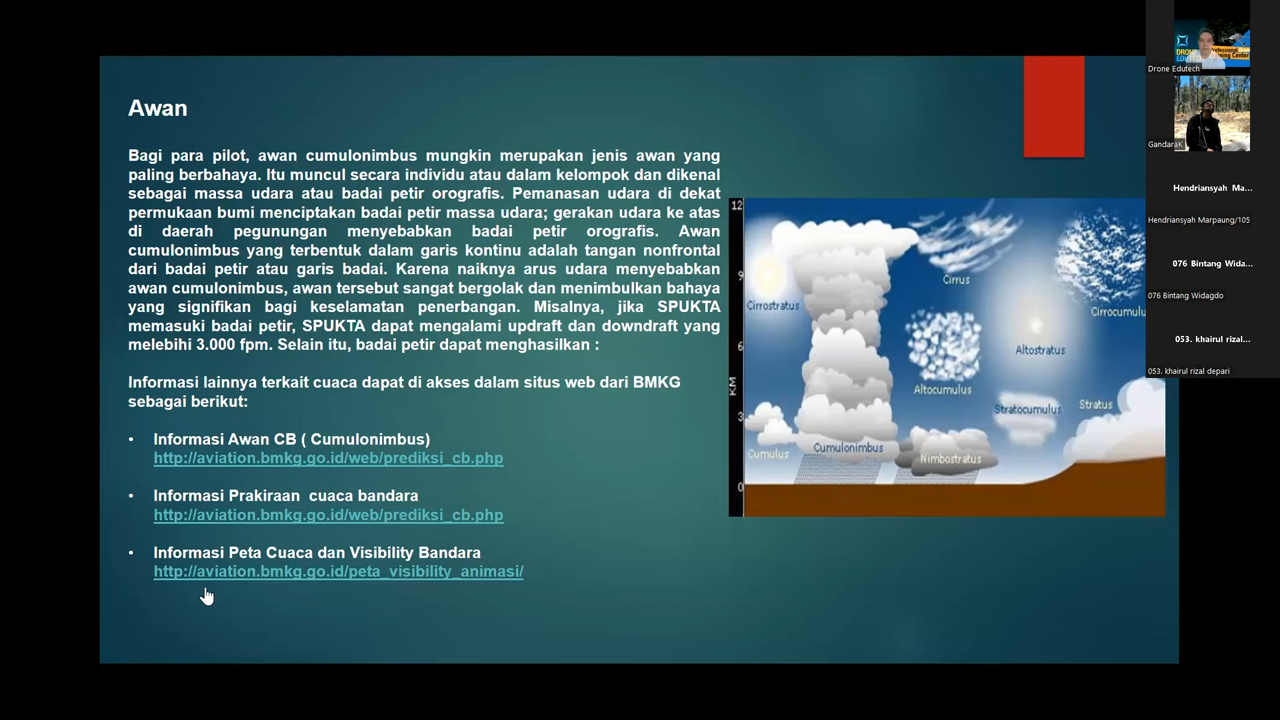 Awan
Bagi para pilot, awan cumulonimbus mungkin merupakan jenis awan yang
paling berbahaya. Itu muncul secara individu atau dalam kelompok dan dikenal
sebagai massa udara atau badai petir orografis. Pemanasan udara di dekat
permukaan bumi menciptakan badai petir massa udara; gerakan udara ke atas
di daerah pegunungan menyebabkan badai petir orografis. Awan
cumulonimbus yang terbentuk dalam garis kontinu adalah tangan nonfrontal
dari badai petir atau garis badai. Karena naiknya arus udara menyebabkan
awan cumulonimbus, awan tersebut sangat bergolak dan menimbulkan bahaya
yang signifikan bagi keselamatan penerbangan. Misalnya, jika SPUKTA
memasuki badai petir, SPUKTA dapat mengalami updraft dan downdraft yang
melebihi 3.000 fpm. Selain itu, badai petir dapat menghasilkan :
Informasi lainnya terkait cuaca dapat di akses dalam situs web dari BMKG
sebagai berikut:
• Informasi Awan CB ( Cumulonimbus)
http://aviation.bmkg.go.id/web/prediksi_cb.php
• Informasi Prakiraan  cuaca bandara
http://aviation.bmkg.go.id/web/prediksi_cb.php
• Informasi Peta Cuaca dan Visibility Bandara
http://aviation.bmkg.go.id/peta_visibility_animasi/
12
9
6
KM
3
0
Cirrus
Cirrostratus
Cirrocumulu
Altostratus
Altocumulus
Stratocumulus
Stratus
Cumulus
Cumulonimbus
Nimbostratus
Drone Edutech
GandaraK
Hendriansyah Ma...
Hendriansyah Marpaung/105
076 Bintang Wida...
076 Bintang Widagdo
053. khairul rizal...
053. khairul rizal depari